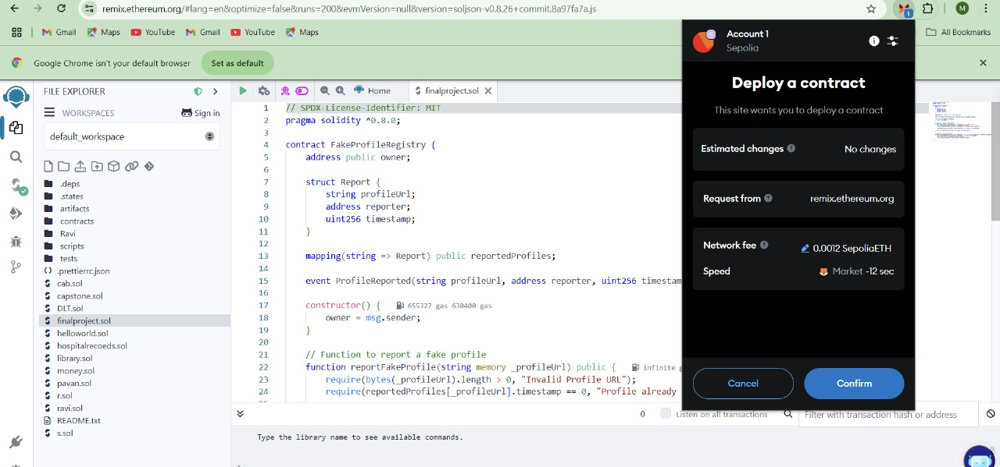 remix.ethereum.org/#lang=en&optimize=false&runs=200&evmVersion=null&version=soljson-v0.8.26+commit.8a97fa7a.js
1
M
Gmail
Maps
YouTube
Gmail
YouTube
Maps
All Bookmarks
Google Chrome isn't your default browser
Set as default
FILE EXPLORER
WORKSPACES
Sign in
default_workspace
.deps
.states
artifacts
contracts
Ravi
scripts
tests
.prettierrc.json
cab.sol
capstone.sol
DLT.sol
finalproject.sol
helloworld.sol
hospitalrecoeds.sol
library.sol
money.sol
pavan.sol
r.sol
ravi.sol
README.txt
s.sol
Home
finalproject.sol
1 // SPDX-License-Identifier: MIT
2 pragma solidity ^0.8.0;
3
4 contract FakeProfileRegistry {
5 address public owner;
6
7 struct Report {
8 string profileUrl;
9 address reporter;
10 uint256 timestamp;
11 }
12
13 mapping(string => Report) public reportedProfiles;
14
15 event ProfileReported(string profileUrl, address reporter, uint256 timestam
16
17 constructor() { 655327 gas 630400 gas
18 owner = msg.sender;
19 }
20
21 // Function to report a fake profile
22 function reportFakeProfile(string memory _profileUrl) public { infinite g
23 require(bytes(_profileUrl).length > 0, "Invalid Profile URL");
24 require(reportedProfiles[_profileUrl].timestamp == 0, "Profile already
0
Listen on all transactions
Filter with transaction hash or address
Type the library name to see available commands.
>
S
Account 1
Sepolia
Deploy a contract
This site wants you to deploy a contract
Estimated changes
No changes
Request from
remix.ethereum.org
Network fee
0.0012 SepoliaETH
Speed
Market ~12 sec
Cancel
Confirm